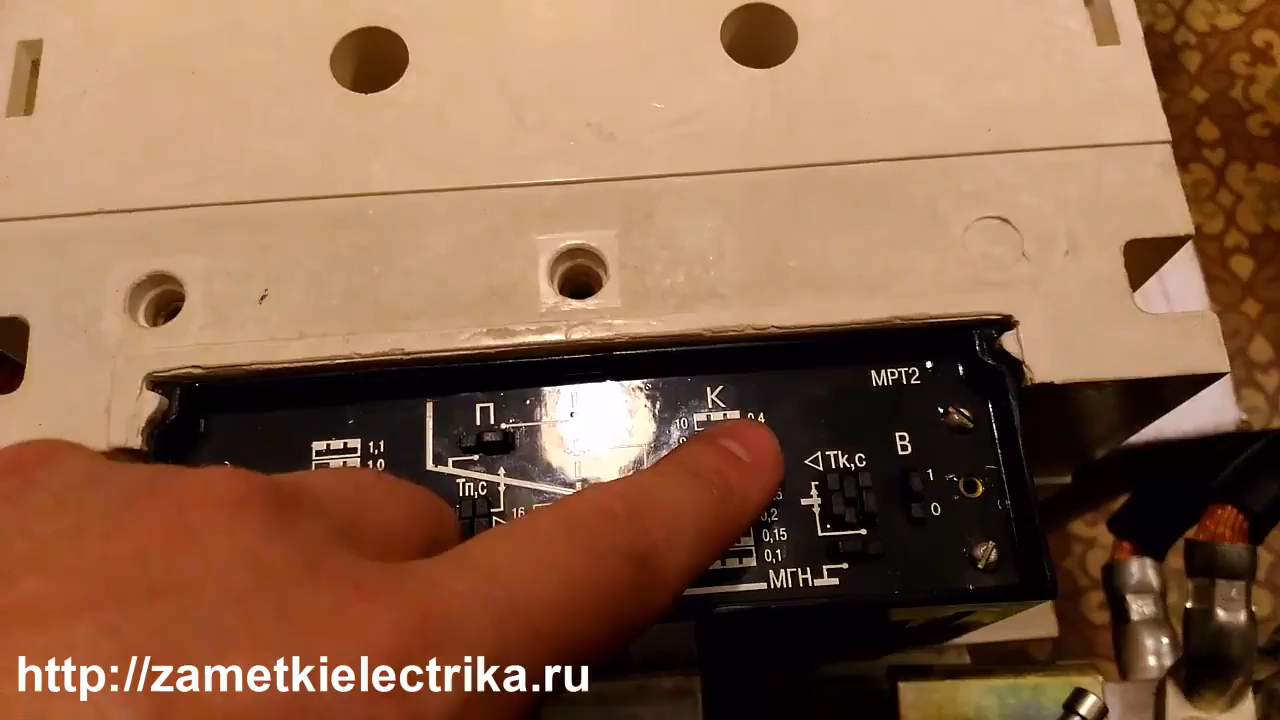 МРТ2
К
П
10
0,4
1,1
1,0
В
Тк,с
1
Тп,с
16
0
0,2
0,15
0,1
МГН
http://zametkielectrika.ru